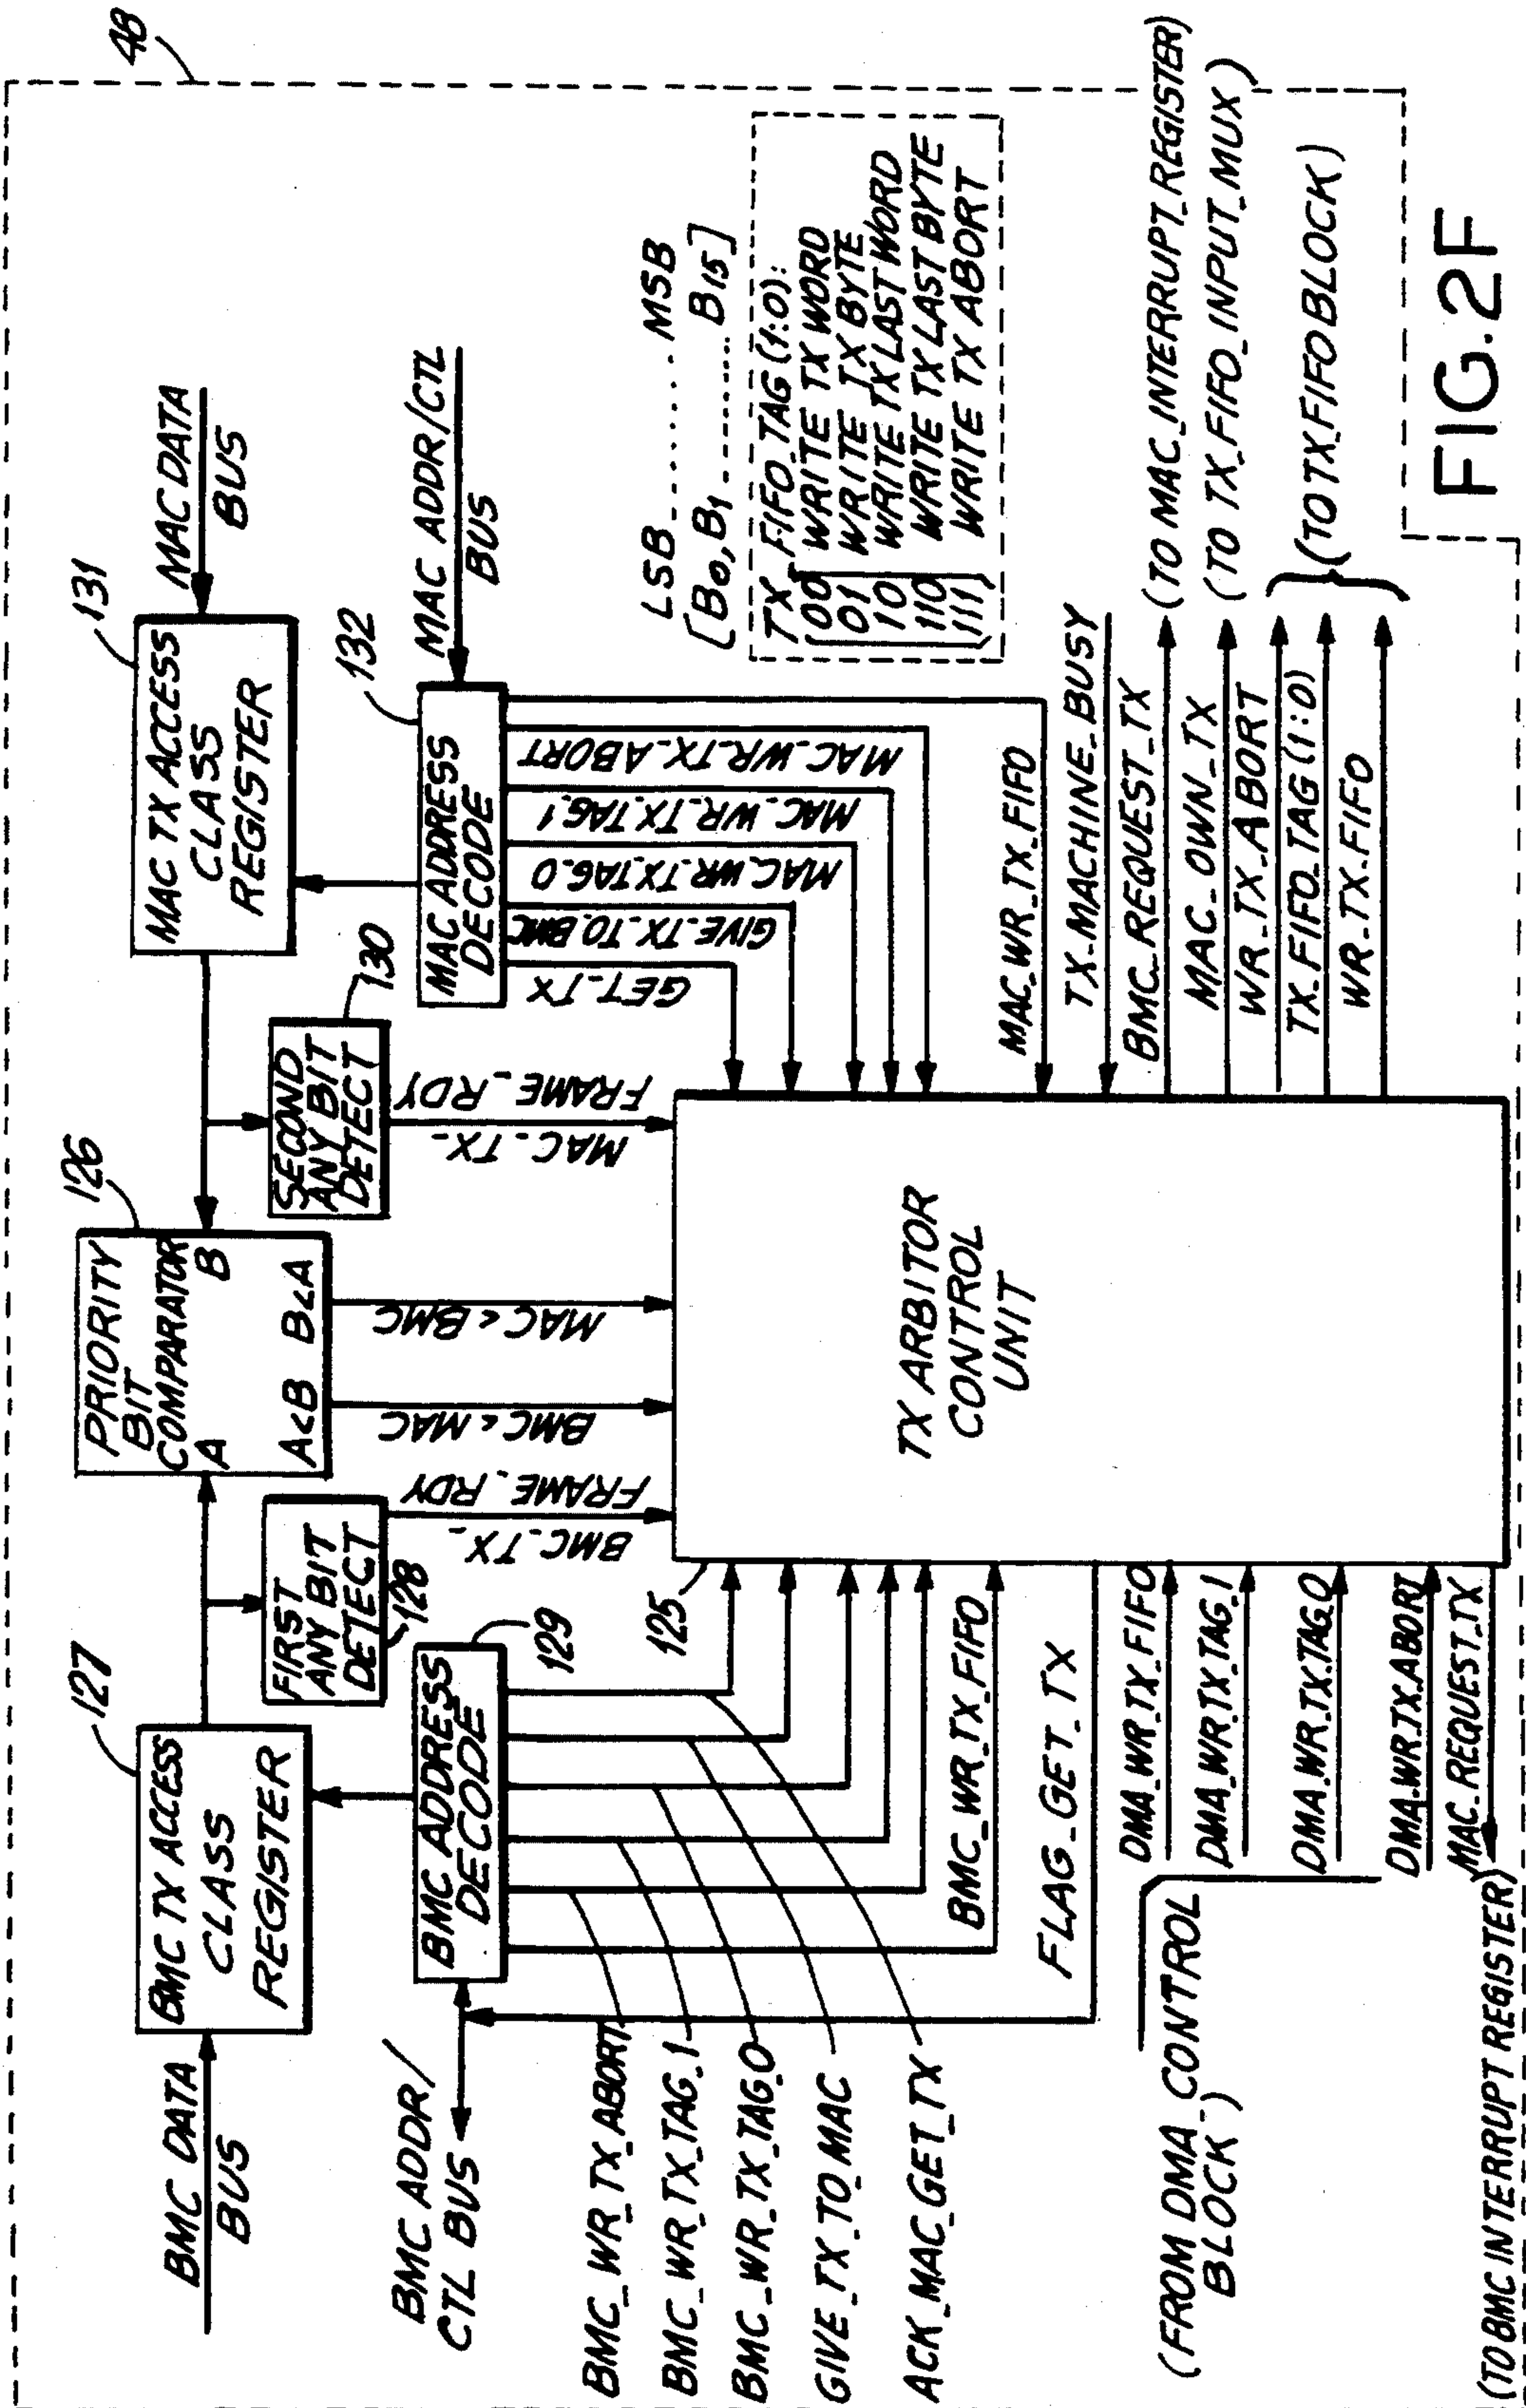 48
BMC DATA
BUS
127
BMC TX ACCESS
CLASS
REGISTER
126
PRIORITY
BIT
COMPARATOR
A
B
A<B
B<A
131
MAC TX ACCESS
CLASS
REGISTER
MAC DATA
BUS
FIRST
ANY BIT
DETECT
128
SECOND
ANY BIT
DETECT
130
BMC ADDR/
CTL BUS
BMC ADDRESS
DECODE
129
BMC_TX_
FRAME_RDY
BMC<MAC
MAC<BMC
MAC_TX_
FRAME_RDY
132
MAC ADDRESS
DECODE
MAC ADDR/CTL
BUS
GET_TX
GIVE_TX_TO_BMC
MAC_WR_TX_TAG_0
MAC_WR_TX_TAG_1
MAC_WR_TX_ABORT
LSB ........ MSB
[B0, B1 ........ B15]
TX_FIFO_TAG (1:0):
(00 WRITE TX WORD
01 WRITE TX BYTE
10 WRITE TX LAST WORD
110 WRITE TX LAST BYTE
111) WRITE TX ABORT
125
TX ARBITOR
CONTROL
UNIT
BMC_WR_TX_ABORT
BMC_WR_TX_TAG_1
BMC_WR_TX_TAG_0
GIVE_TX_TO_MAC
ACK_MAC_GET_TX
BMC_WR_TX_FIFO
FLAG_GET_TX
(FROM DMA_CONTROL
BLOCK)
DMA_WR_TX_FIFO
DMA_WR_TX_TAG_1
DMA_WR_TX_TAG_0
DMA_WR_TX_ABORT
MAC_REQUEST_TX
(TO BMC INTERRUPT REGISTER)
MAC_WR_TX_FIFO
TX_MACHINE_BUSY
BMC_REQUEST_TX
(TO MAC_INTERRUPT_REGISTER)
MAC_OWN_TX
(TO TX_FIFO_INPUT_MUX)
WR_TX_ABORT
TX_FIFO_TAG (1:0)
WR_TX_FIFO
(TO TX_FIFO BLOCK)
FIG. 2F